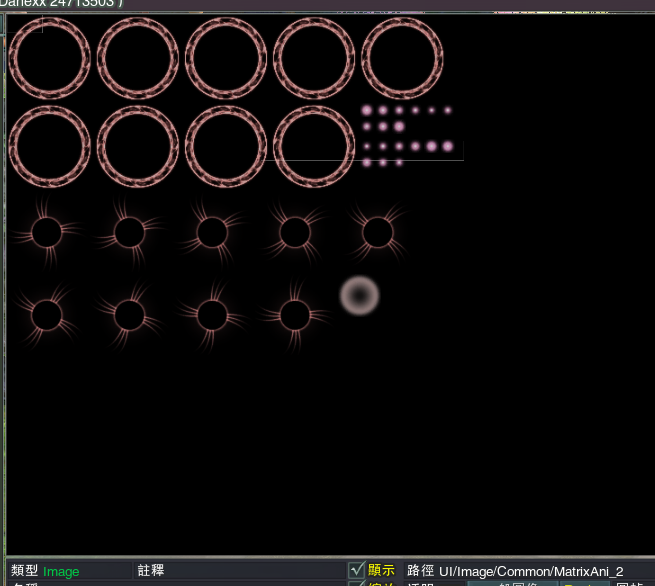 Danexx 24713503 )
類型 Image 註釋 顯示 路徑 UI/Image/Common/MatrixAni_2